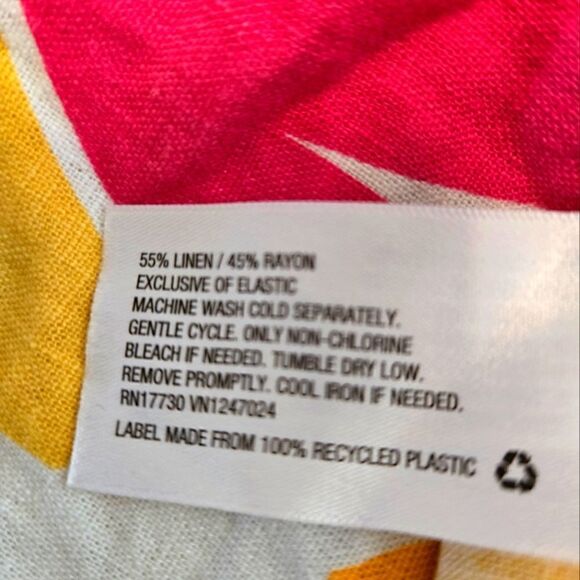 55% LINEN / 45% RAYON
EXCLUSIVE OF ELASTIC
MACHINE WASH COLD SEPARATELY.
GENTLE CYCLE. ONLY NON-CHLORINE
BLEACH IF NEEDED. TUMBLE DRY LOW.
REMOVE PROMPTLY. COOL IRON IF NEEDED.
RN17730 VN1247024
LABEL MADE FROM 100% RECYCLED PLASTIC